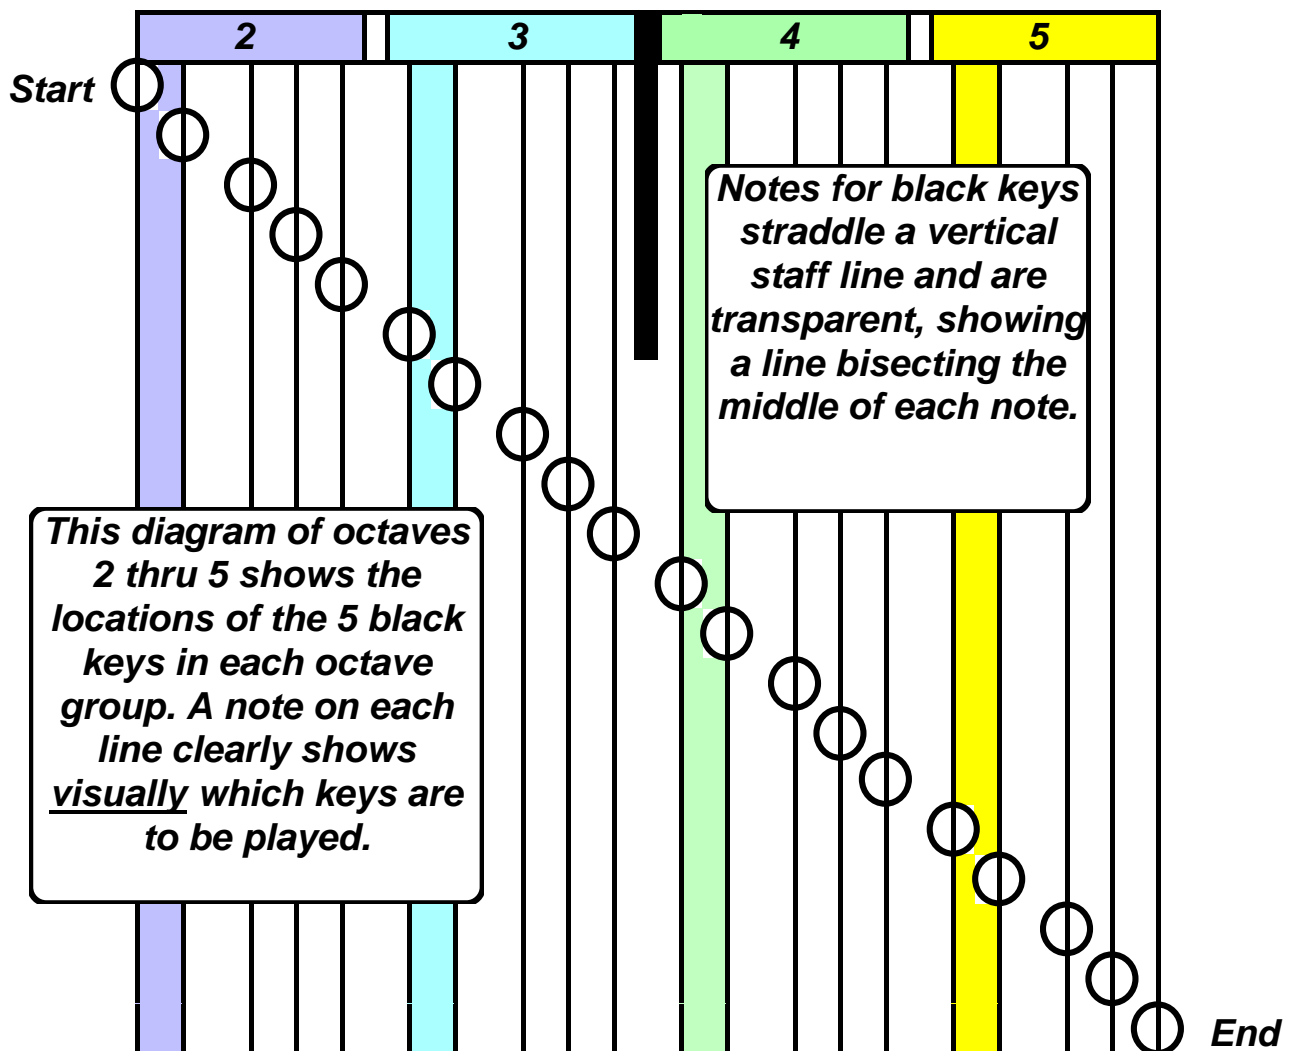 2 3 4 5
Start
Notes for black keys
straddle a vertical
staff line and are
transparent, showing
a line bisecting the
middle of each note.
This diagram of octaves
2 thru 5 shows the
locations of the 5 black
keys in each octave
group. A note on each
line clearly shows
visually which keys are
to be played.
End